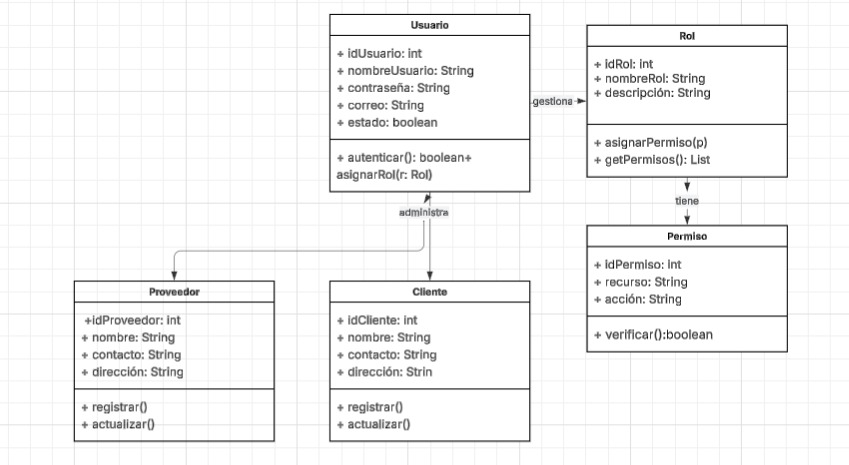 Usuario
+ idUsuario: int
+ nombreUsuario: String
+ contraseña: String
+ correo: String
+ estado: boolean
+ autenticar(): boolean+
asignarRol(r: Rol)
gestiona
Rol
+ idRol: int
+ nombreRol: String
+ descripción: String
+ asignarPermiso(p)
+ getPermisos(): List
tiene
Permiso
+ idPermiso: int
+ recurso: String
+ acción: String
+ verificar():boolean
administra
Proveedor
+idProveedor: int
+ nombre: String
+ contacto: String
+ dirección: String
+ registrar()
+ actualizar()
Cliente
+ idCliente: int
+ nombre: String
+ contacto: String
+ dirección: Strin
+ registrar()
+ actualizar()